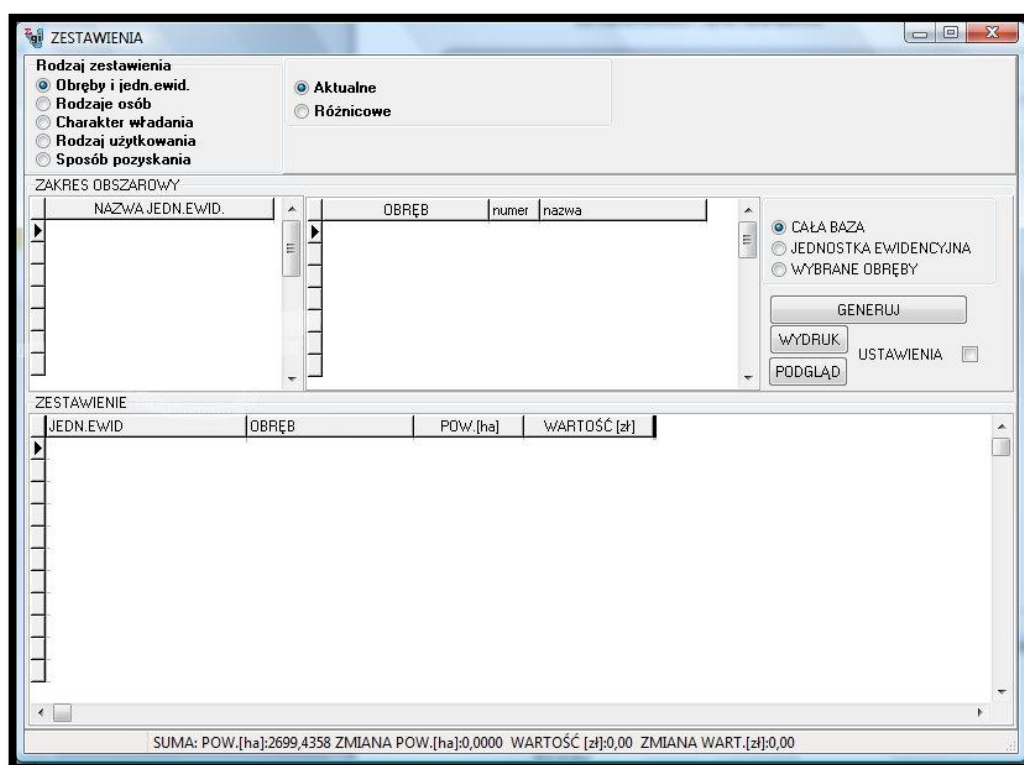 ZESTAWIENIA
Rodzaj zestawienia
Obręby i jedn.ewid.
Rodzaje osób
Charakter władania
Rodzaj użytkowania
Sposób pozyskania
Aktualne
Różnicowe
ZAKRES OBSZAROWY
NAZWA JEDN.EWID.
OBRĘB numer nazwa
CAŁA BAZA
JEDNOSTKA EWIDENCYJNA
WYBRANE OBRĘBY
GENERUJ
WYDRUK
USTAWIENIA
PODGLĄD
ZESTAWIENIE
JEDN.EWID OBRĘB POW.[ha] WARTOŚĆ [zł]
SUMA: POW.[ha]:2699,4358 ZMIANA POW.[ha]:0,0000 WARTOŚĆ [zł]:0,00 ZMIANA WART.[zł]:0,00